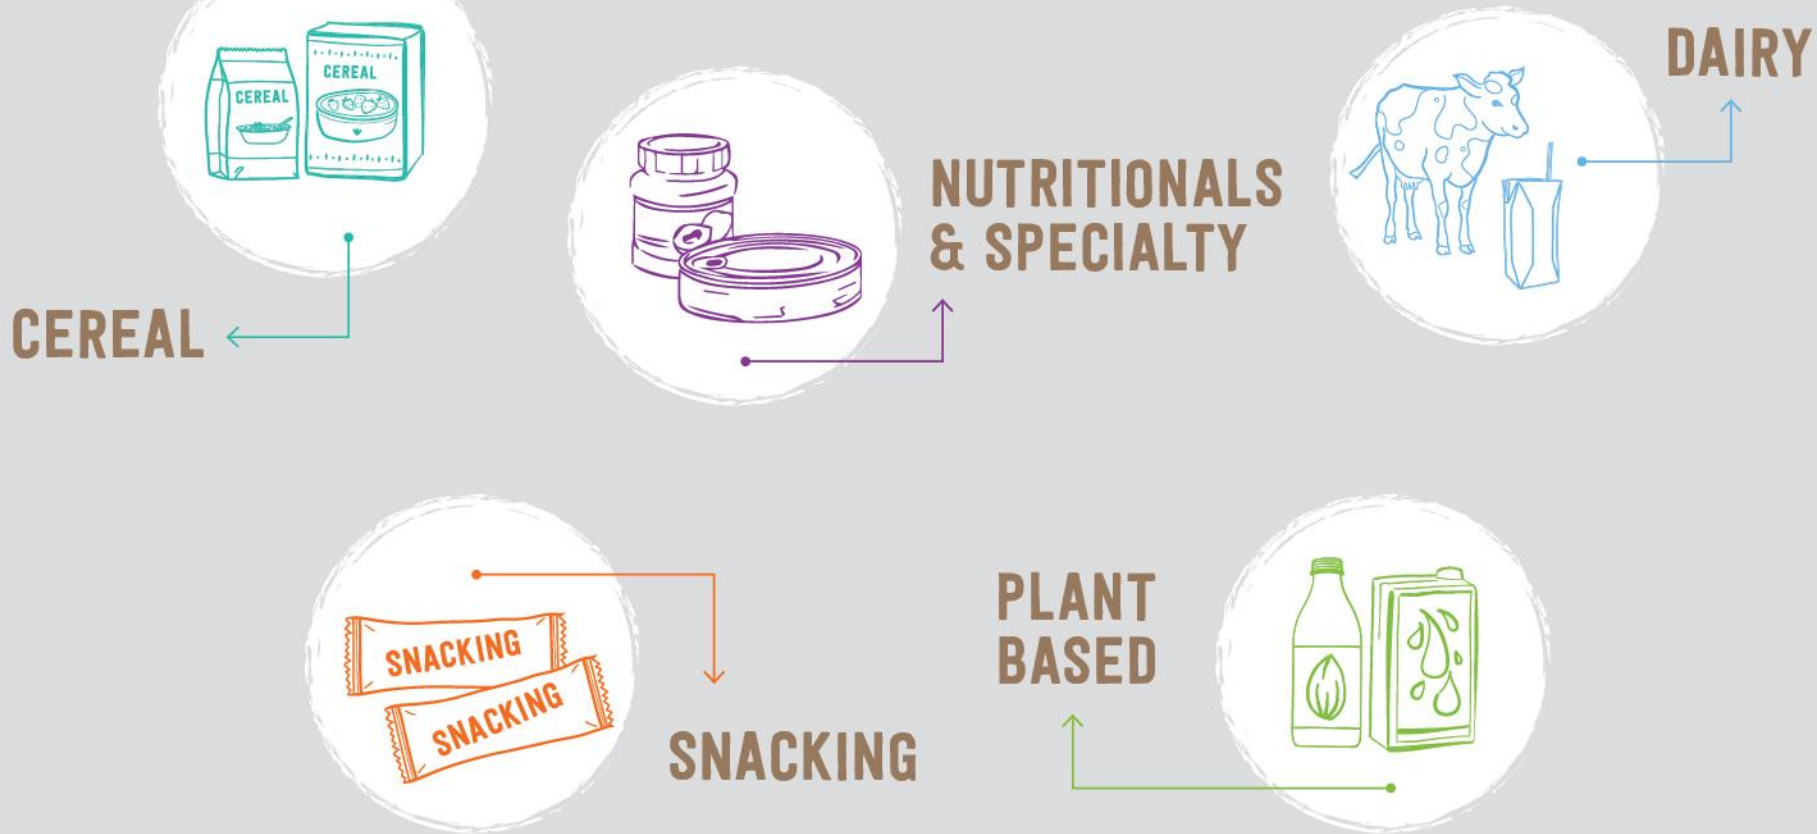 CEREAL
CEREAL
CEREAL
NUTRITIONALS
& SPECIALTY
DAIRY
SNACKING
SNACKING
SNACKING
PLANT
BASED